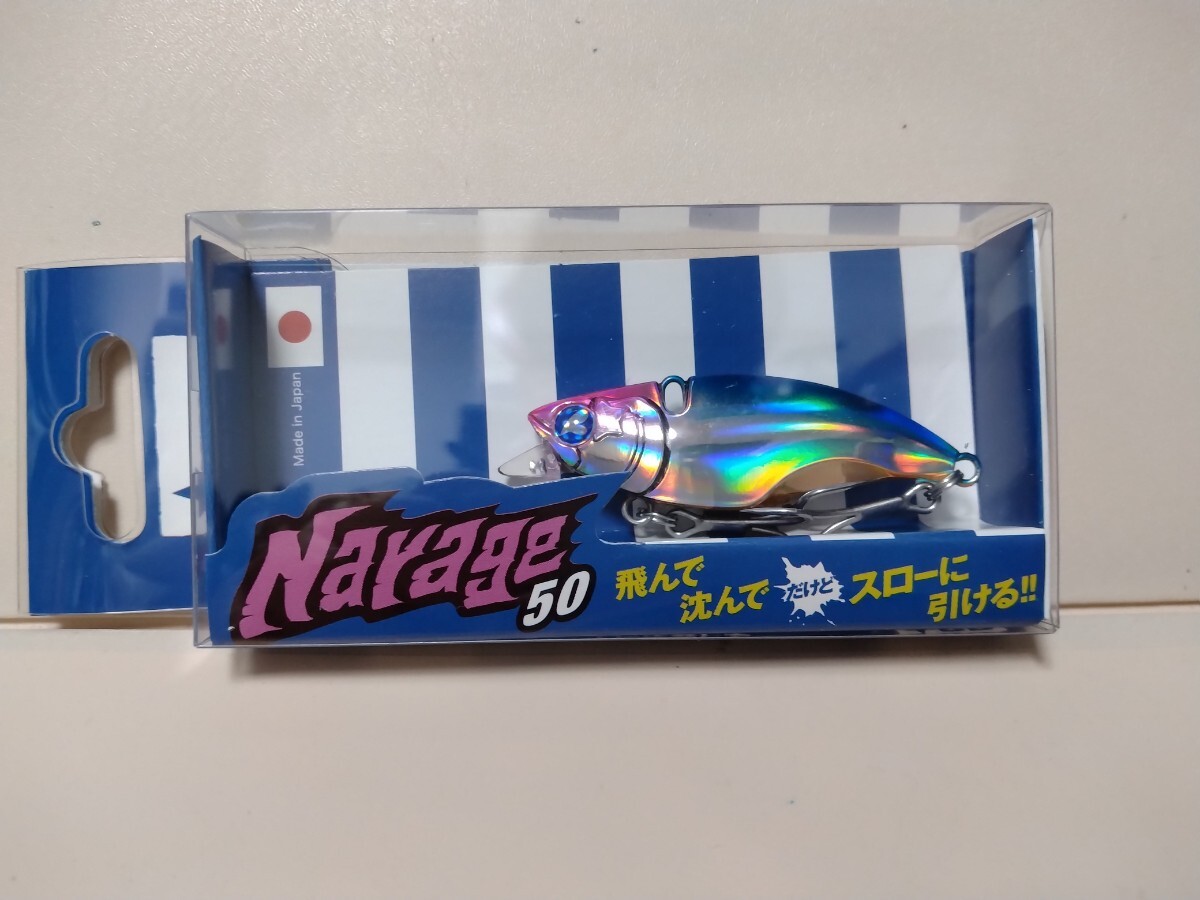 Made in Japan
Narage
50
飛んで
沈んで
だけど
スローに
引ける!!